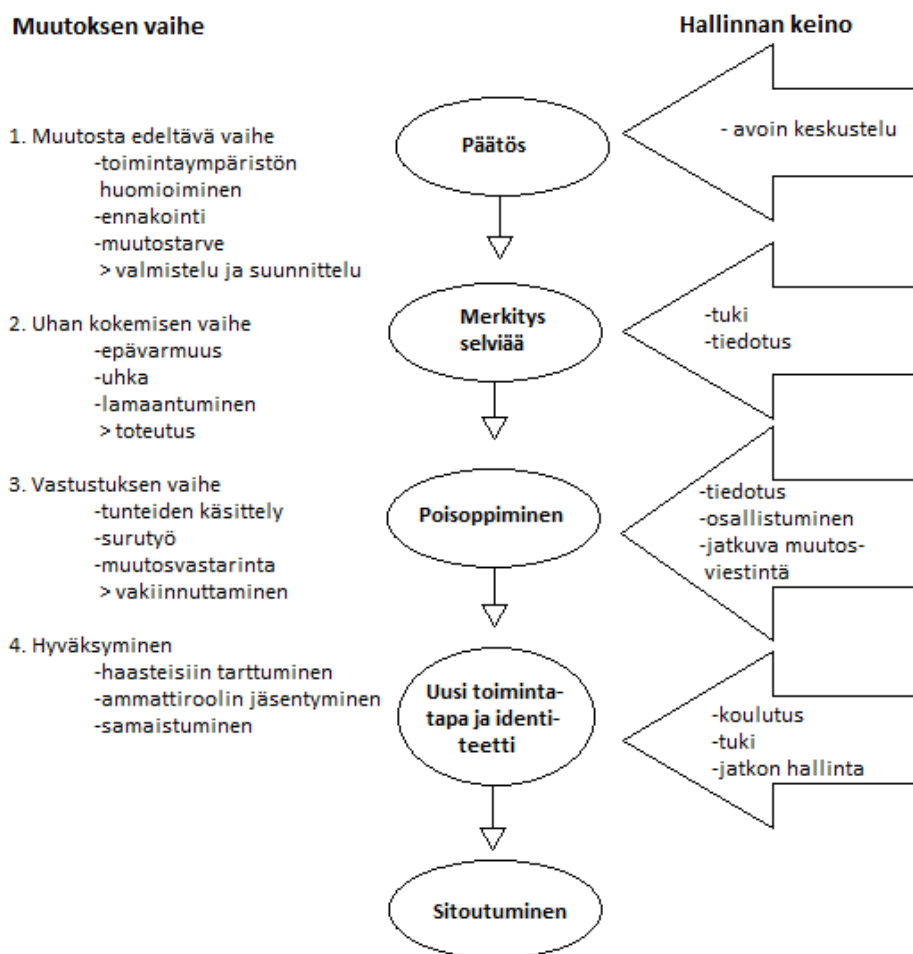 Muutoksen vaihe
Hallinnan keino
1. Muutosta edeltävä vaihe
-toimintaympäristön
huomioiminen
-ennakointi
-muutostarve
> valmistelu ja suunnittelu
Päätös
- avoin keskustelu
2. Uhan kokemisen vaihe
-epävarmuus
-uhka
-lamaantuminen
> toteutus
Merkitys
selviää
-tuki
-tiedotus
3. Vastustuksen vaihe
-tunteiden käsittely
-surutyö
-muutosvastarinta
> vakiinnuttaminen
Poisoppiminen
-tiedotus
-osallistuminen
-jatkuva muutos-
viestintä
4. Hyväksyminen
-haasteisiin tarttuminen
-ammattiroolin jäsentyminen
-samaistuminen
Uusi toiminta-
tapa ja identi-
teetti
-koulutus
-tuki
-jatkon hallinta
Sitoutuminen